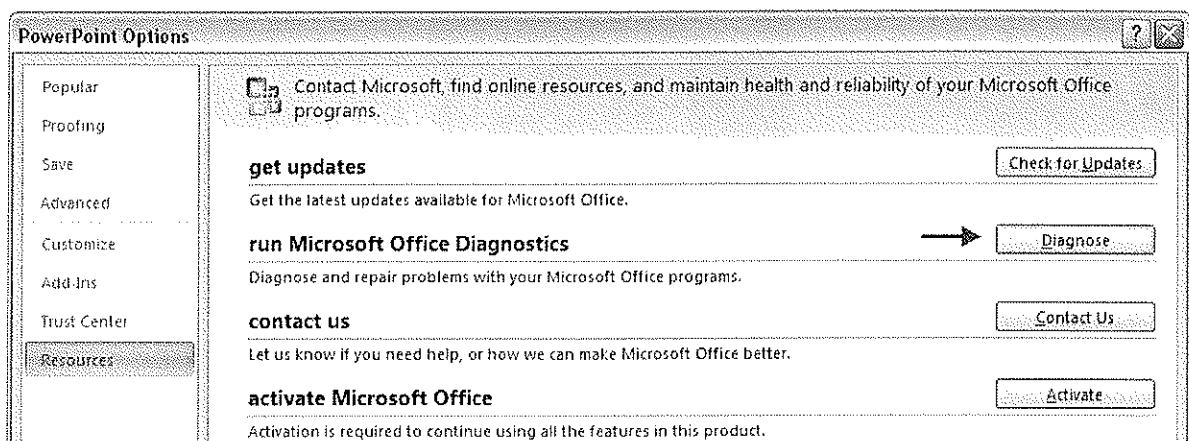 PowerPoint Options
?
Popular
Proofing
Save
Advanced
Customize
Add-Ins
Trust Center
Resources
Contact Microsoft, find online resources, and maintain health and reliability of your Microsoft Office
programs.
get updates
Check for Updates
Get the latest updates available for Microsoft Office.
run Microsoft Office Diagnostics
Diagnose
Diagnose and repair problems with your Microsoft Office programs.
contact us
Contact Us
Let us know if you need help, or how we can make Microsoft Office better.
activate Microsoft Office
Activate
Activation is required to continue using all the features in this product.